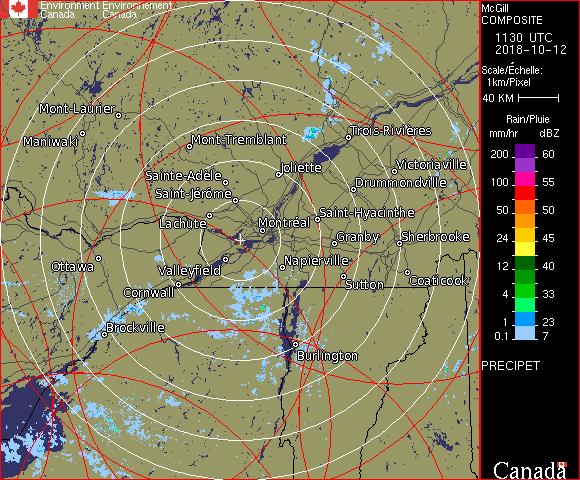 Environment Environnement
Canada Canada
Mont-Laurier
Maniwaki
Mont-Tremblant
Trois-Rivières
Sainte-Adèle
Joliette
Victoriaville
Saint-Jérôme
Drummondville
Lachute
Saint-Hyacinthe
Montréal
Granby
Sherbrooke
Ottawa
Valleyfield
Napierville
Cornwall
Sutton
Coaticook
Brockville
Burlington
McGill
COMPOSITE
1130 UTC
2018-10-12
Scale/Échelle:
1km/Pixel
40 KM
Rain/Pluie
mm/hr dBZ
200 60
100 55
50 50
24 45
12 40
4 33
1 23
0.1 7
PRECIPET
Canada